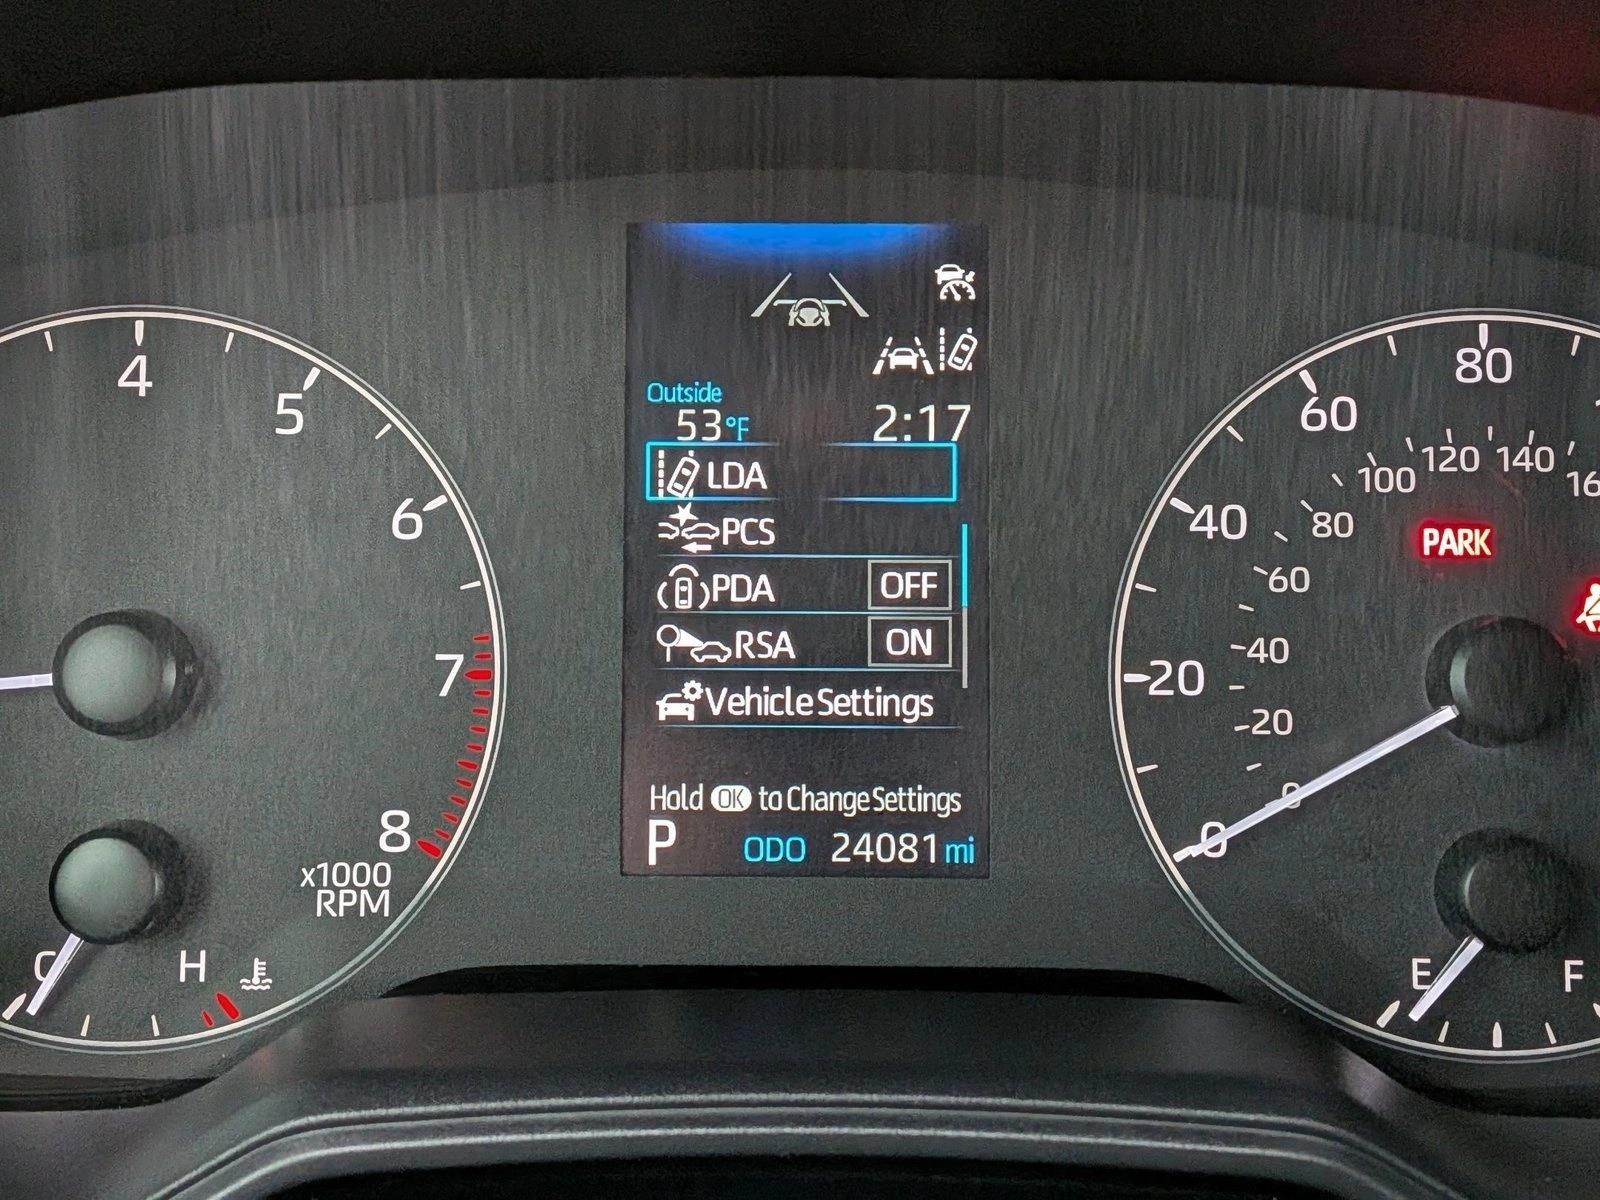 Outside
53°F
2:17
LDA
PCS
PDA OFF
RSA ON
Vehicle Settings
Hold OK to Change Settings
P ODO 24081 mi
4
5
6
7
8
x1000
RPM
C H
80
60
40
20
0
160
140
120
100
80
60
40
20
0
PARK
E F